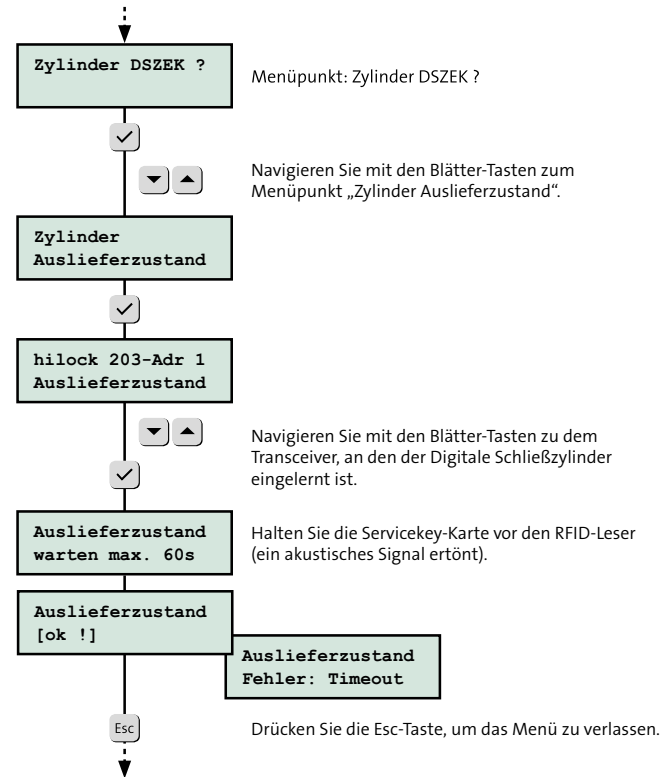 Zylinder DSZEK ?
Menüpunkt: Zylinder DSZEK ?
Navigieren Sie mit den Blätter-Tasten zum
Menüpunkt „Zylinder Auslieferzustand“.
Zylinder
Auslieferzustand
hilock 203-Adr 1
Auslieferzustand
Navigieren Sie mit den Blätter-Tasten zu dem
Transceiver, an den der Digitale Schließzylinder
eingelernt ist.
Auslieferzustand
warten max. 60s
Halten Sie die Servicekey-Karte vor den RFID-Leser
(ein akustisches Signal ertönt).
Auslieferzustand
[ok !]
Auslieferzustand
Fehler: Timeout
Esc
Drücken Sie die Esc-Taste, um das Menü zu verlassen.